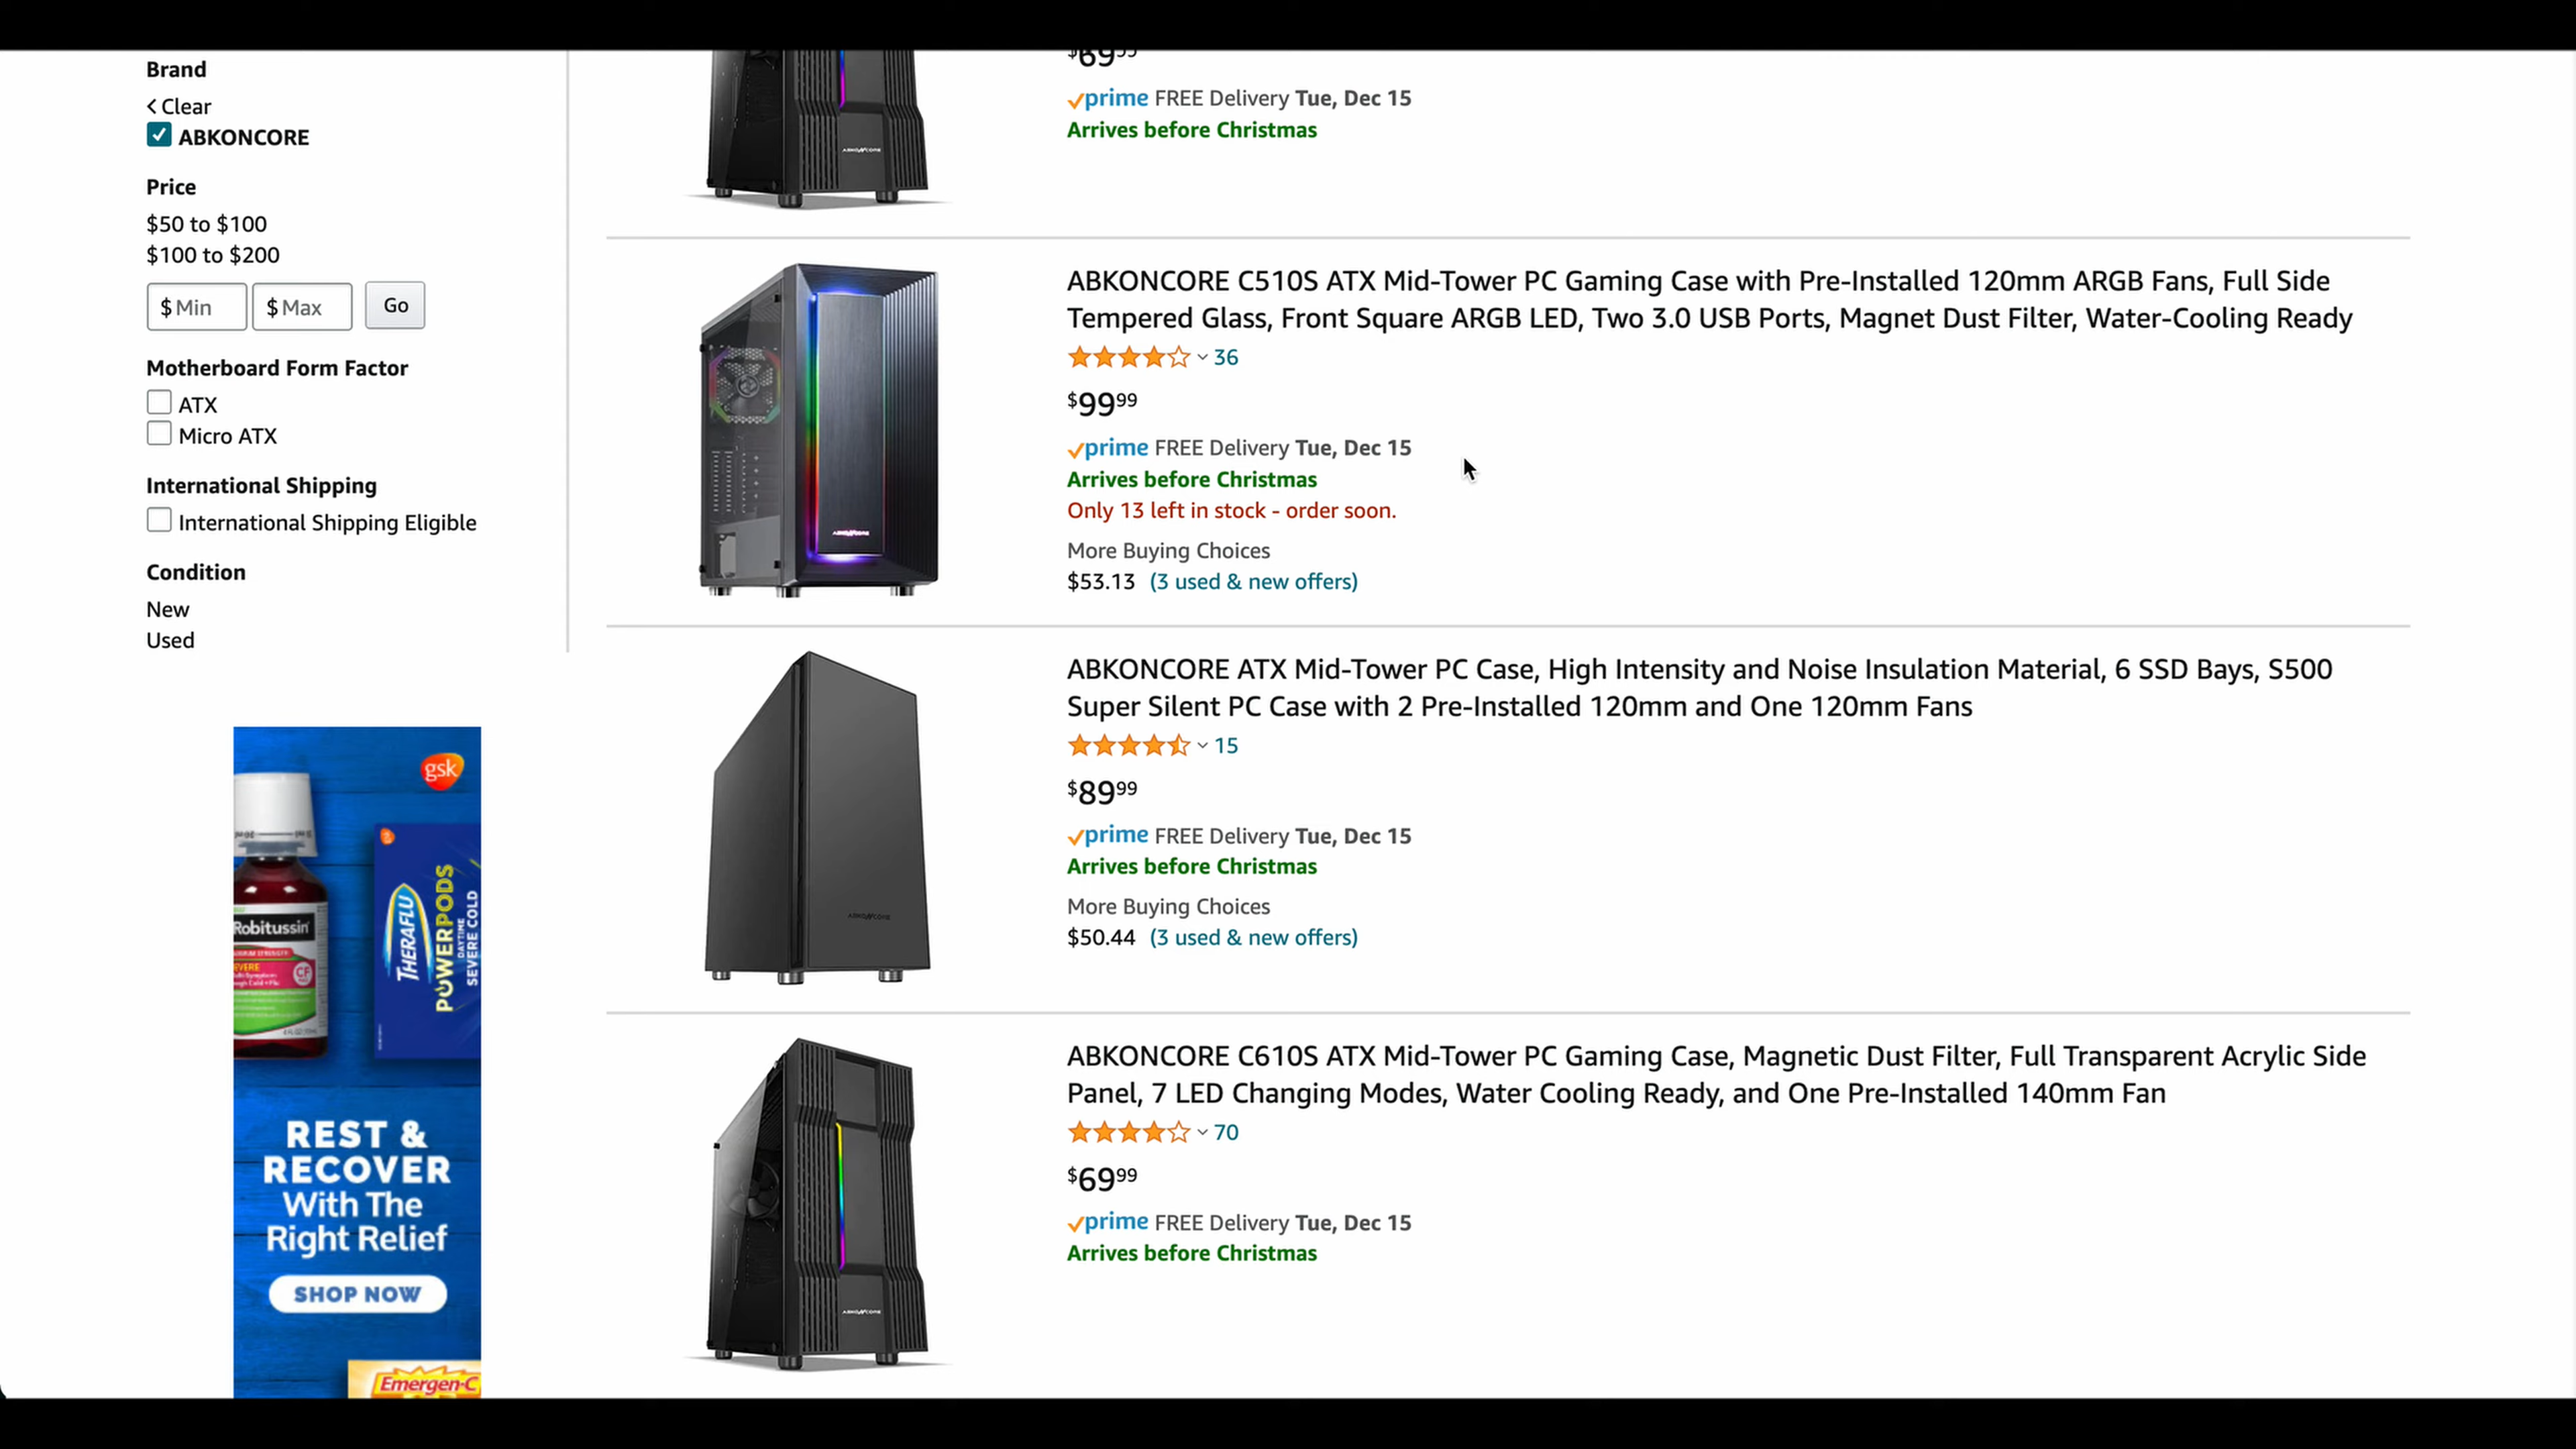 Brand
Clear
ABKONCORE
Price
$50 to $100
$100 to $200
$ Min
$ Max
Go
Motherboard Form Factor
ATX
Micro ATX
International Shipping
International Shipping Eligible
Condition
New
Used
gsk
Robitussin
THERAFLU
POWERPODS
DAYTIME
SEVERE COLD
REST &
RECOVER
With The
Right Relief
SHOP NOW
Emergen-C
$69.99
prime FREE Delivery Tue, Dec 15
Arrives before Christmas
ABKONCORE
ABKONCORE C510S ATX Mid-Tower PC Gaming Case with Pre-Installed 120mm ARGB Fans, Full Side
Tempered Glass, Front Square ARGB LED, Two 3.0 USB Ports, Magnet Dust Filter, Water-Cooling Ready
36
$99.99
prime FREE Delivery Tue, Dec 15
Arrives before Christmas
Only 13 left in stock - order soon.
More Buying Choices
$53.13 (3 used & new offers)
ABKONCORE
ABKONCORE ATX Mid-Tower PC Case, High Intensity and Noise Insulation Material, 6 SSD Bays, S500
Super Silent PC Case with 2 Pre-Installed 120mm and One 120mm Fans
15
$89.99
prime FREE Delivery Tue, Dec 15
Arrives before Christmas
More Buying Choices
$50.44 (3 used & new offers)
ABKONCORE
ABKONCORE C610S ATX Mid-Tower PC Gaming Case, Magnetic Dust Filter, Full Transparent Acrylic Side
Panel, 7 LED Changing Modes, Water Cooling Ready, and One Pre-Installed 140mm Fan
70
$69.99
prime FREE Delivery Tue, Dec 15
Arrives before Christmas
ABKONCORE